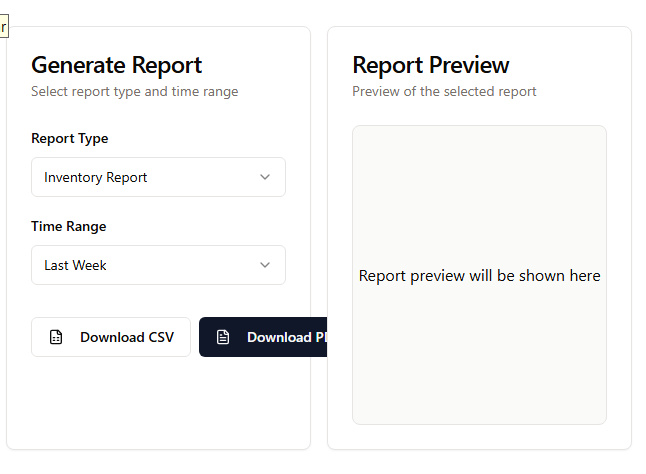 r
Generate Report
Select report type and time range
Report Type
Inventory Report
Time Range
Last Week
Download CSV
Download
Report Preview
Preview of the selected report
Report preview will be shown here